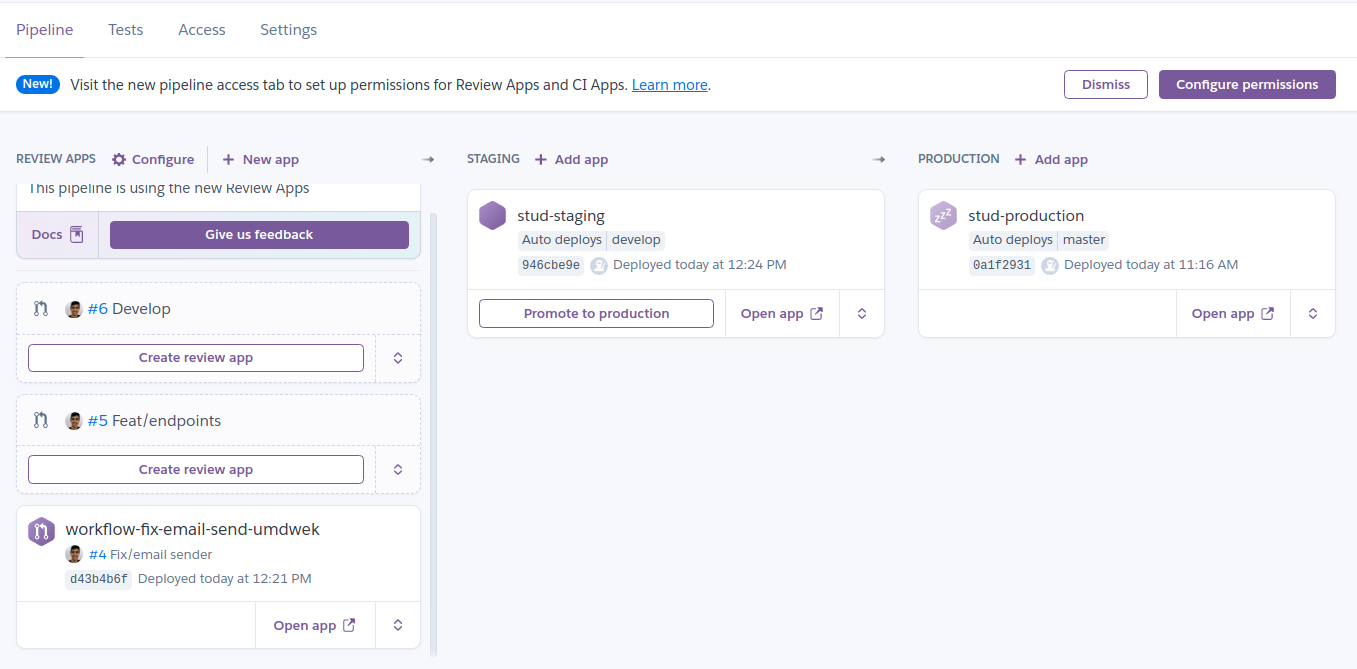 Pipeline Tests Access Settings
New! Visit the new pipeline access tab to set up permissions for Review Apps and CI Apps. Learn more. Dismiss Configure permissions
REVIEW APPS Configure + New app
This pipeline is using the new Review Apps
Docs Give us feedback
#6 Develop
Create review app
#5 Feat/endpoints
Create review app
workflow-fix-email-send-umdwek
#4 Fix/email sender
d43b4b6f Deployed today at 12:21 PM
Open app
STAGING + Add app
stud-staging
Auto deploys develop
946cbe9e Deployed today at 12:24 PM
Promote to production Open app
PRODUCTION + Add app
zzZ stud-production
Auto deploys master
0a1f2931 Deployed today at 11:16 AM
Open app